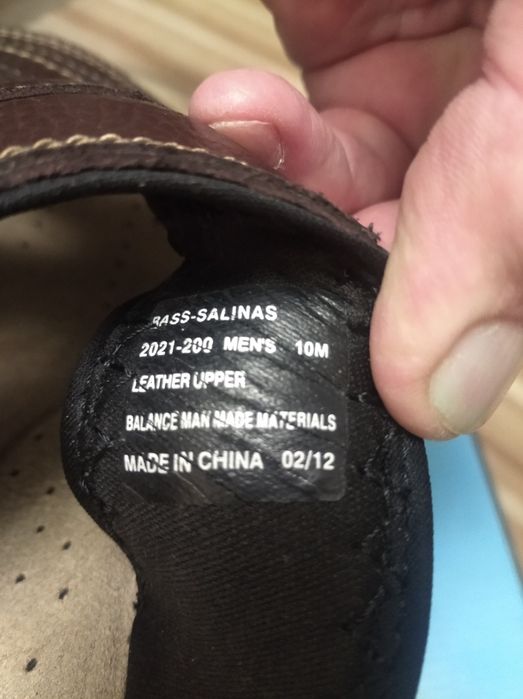 BASS-SALINAS
2021-200 MEN'S 10M
LEATHER UPPER
BALANCE MAN MADE MATERIALS
MADE IN CHINA 02/12